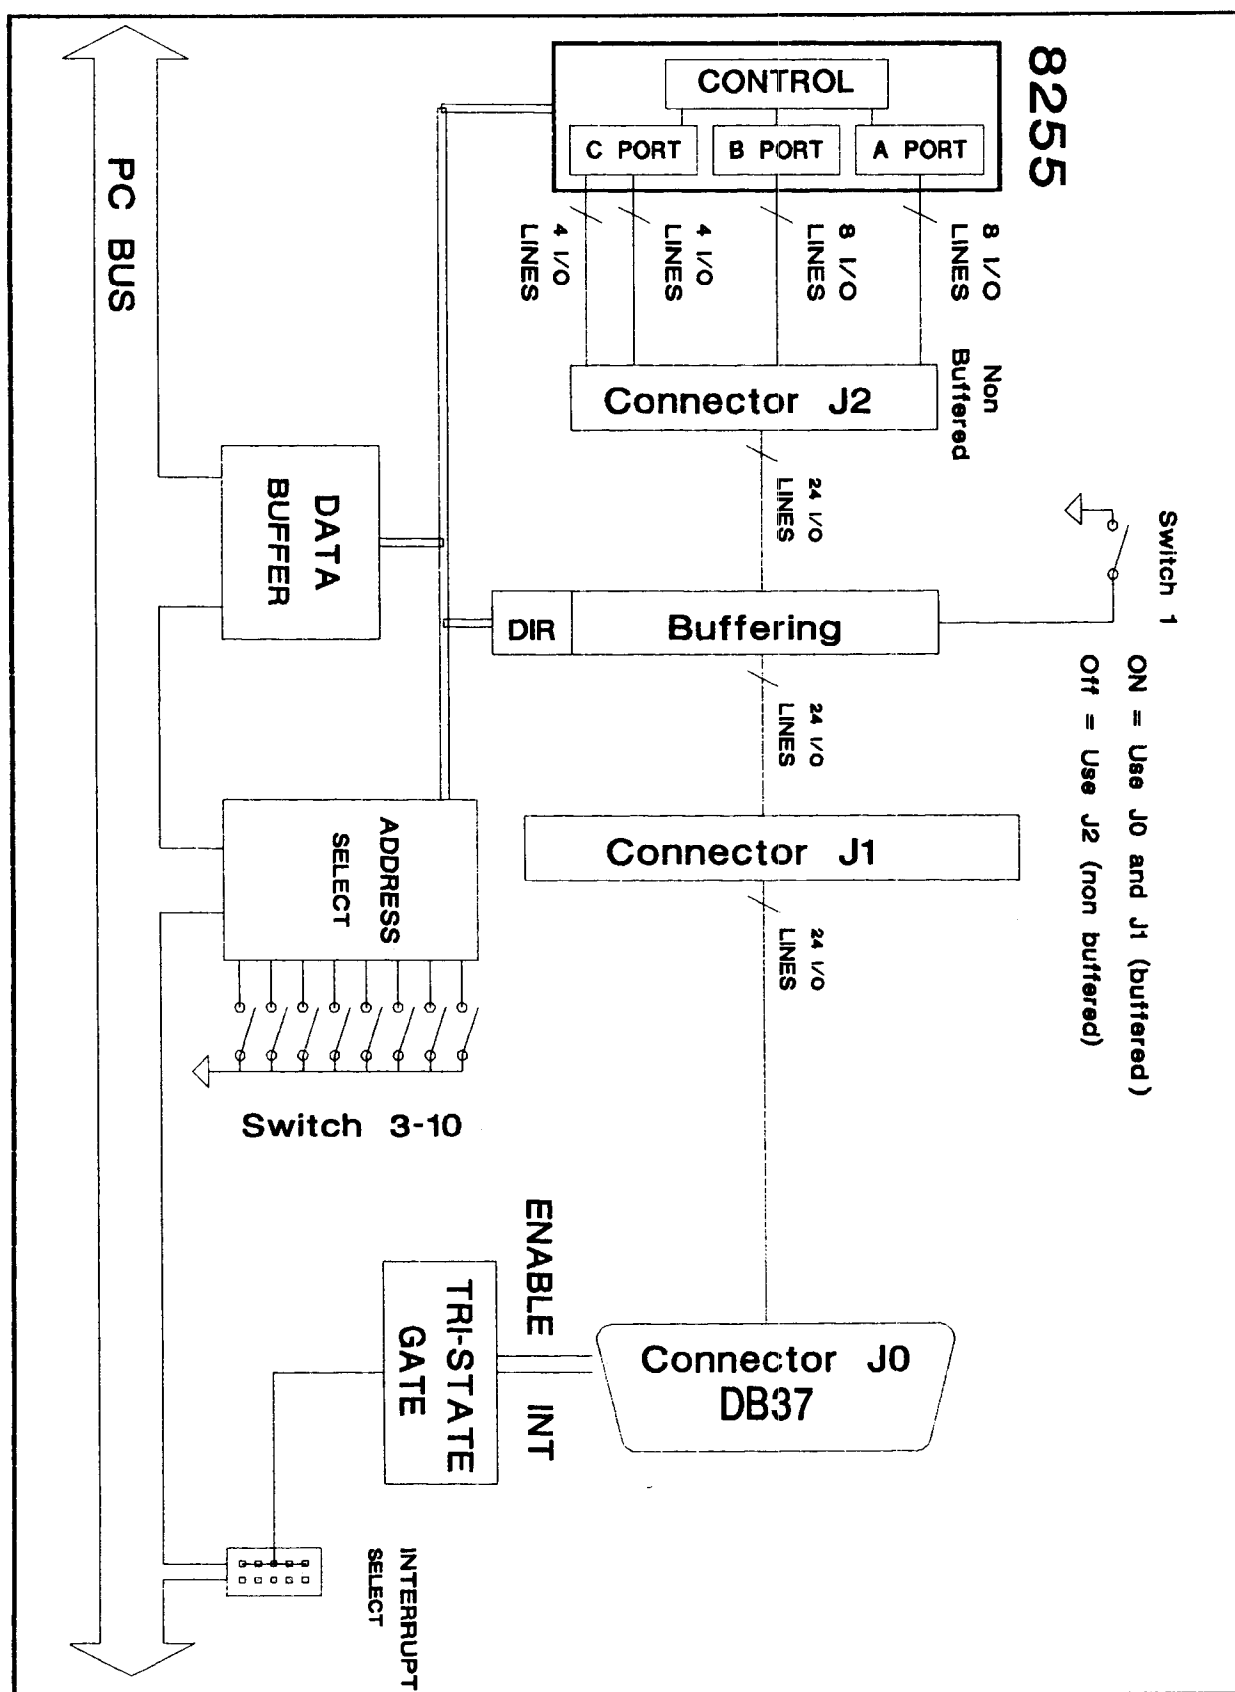 8255
CONTROL
C PORT
B PORT
A PORT
4 I/O
LINES
4 I/O
LINES
8 I/O
LINES
8 I/O
LINES
Non
Buffered
Connector J2
24 I/O
LINES
Switch 1
ON = Use J0 and J1 (buffered)
Off = Use J2 (non buffered)
DIR
Buffering
24 I/O
LINES
Connector J1
24 I/O
LINES
PC BUS
DATA
BUFFER
ADDRESS
SELECT
Switch 3-10
ENABLE
INT
TRI-STATE
GATE
Connector J0
DB37
INTERRUPT
SELECT